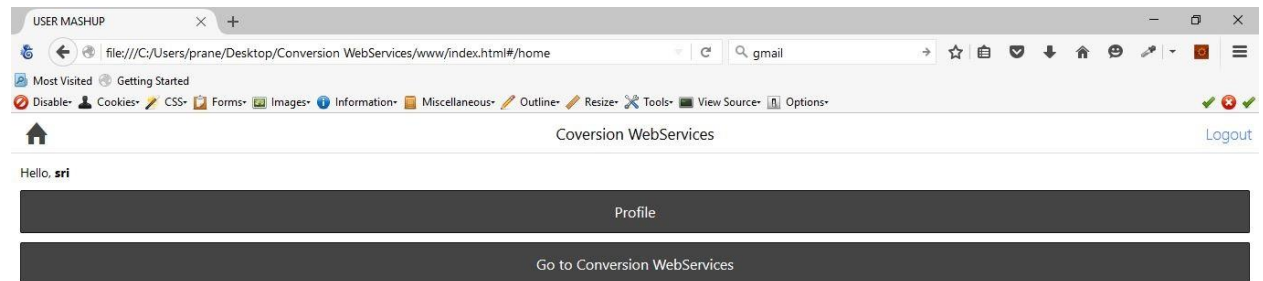 USER MASHUP
file:///C:/Users/prane/Desktop/Conversion WebServices/www/index.html#/home
gmail
Most Visited Getting Started
Disable Cookies CSS Forms Images Information Miscellaneous Outline Resize Tools View Source Options
Coversion WebServices Logout
Hello, sri
Profile
Go to Conversion WebServices